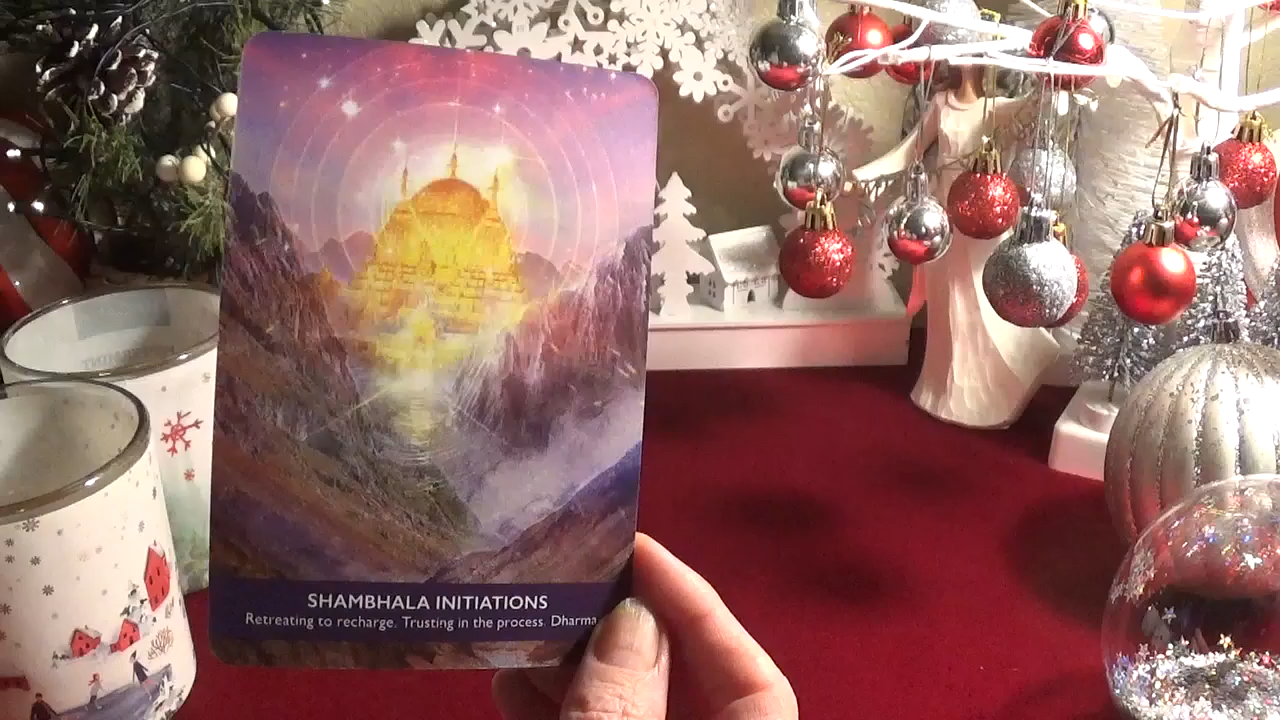 SHAMBHALA INITIATIONS
Retreating to recharge. Trusting in the process. Dharma